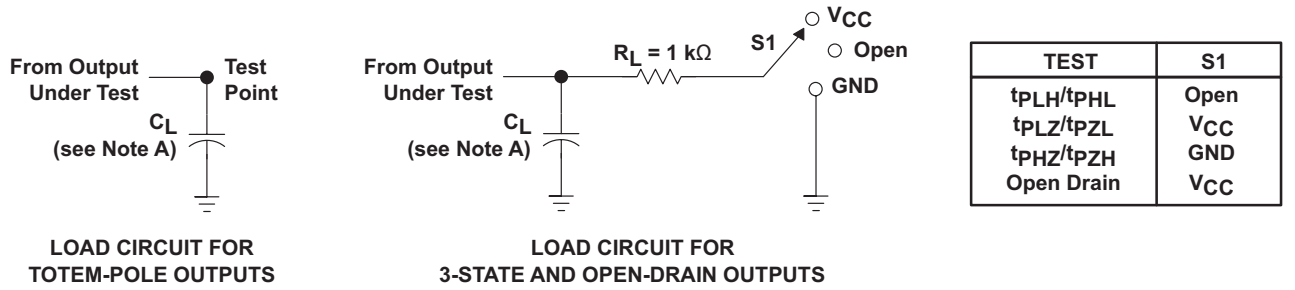 From Output
Under Test
Test
Point
CL
(see Note A)
LOAD CIRCUIT FOR
TOTEM-POLE OUTPUTS
From Output
Under Test
RL = 1 kΩ
S1
VCC
Open
GND
CL
(see Note A)
LOAD CIRCUIT FOR
3-STATE AND OPEN-DRAIN OUTPUTS
TEST S1
tPLH/tPHL Open
tPLZ/tPZL VCC
tPHZ/tPZH GND
Open Drain VCC